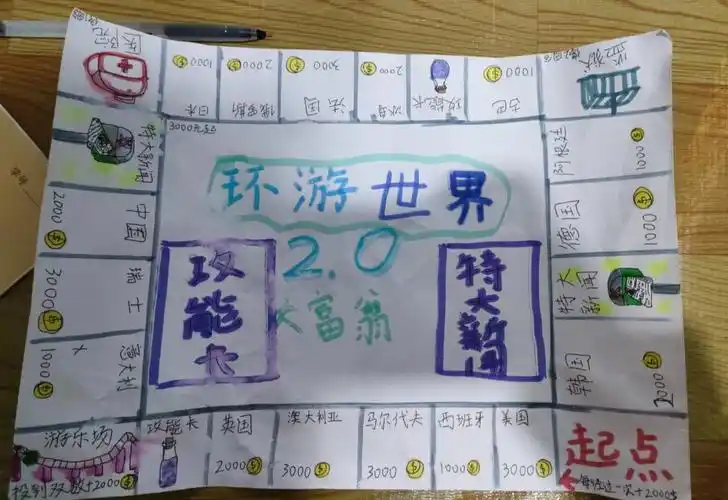 医院
1000
日本
2000
俄罗斯
3000
法国
2000
冰岛
攻能卡
1000
古巴
监狱
3000元起
特大新闻
2000
中国
3000
瑞士
1000
意大利
阿根廷
1000
德国
1000
特大新闻
韩国
2000
环游世界
2.0
大富翁
攻能卡
特大新闻
游乐场
投到双数+2000
攻能卡
英国
2000
澳大利亚
3000
马尔代夫
3000
西班牙
1000
美国
3000
起点
每经过一次+2000